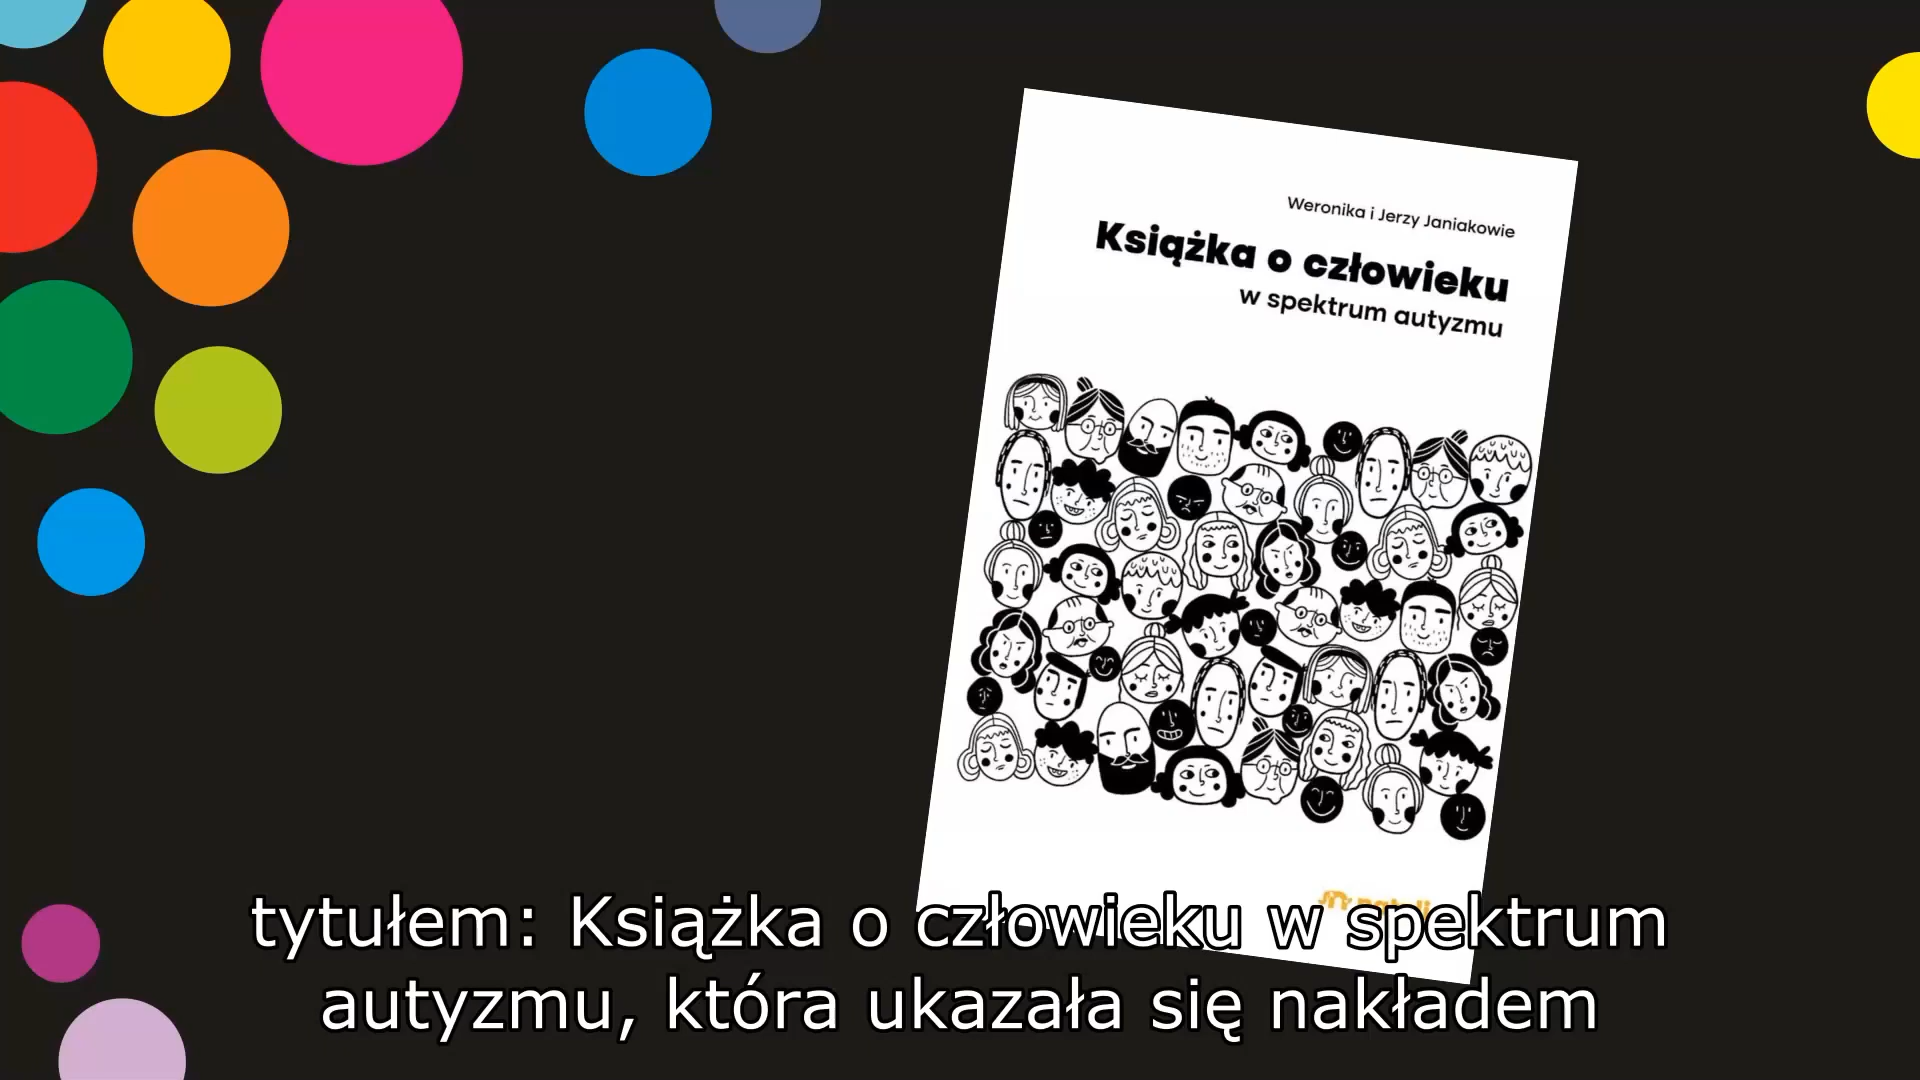 Weronika i Jerzy Janiakowie
Książka o człowieku
w spektrum autyzmu
tytułem: Książka o człowieku w spektrum
autyzmu, która ukazała się nakładem